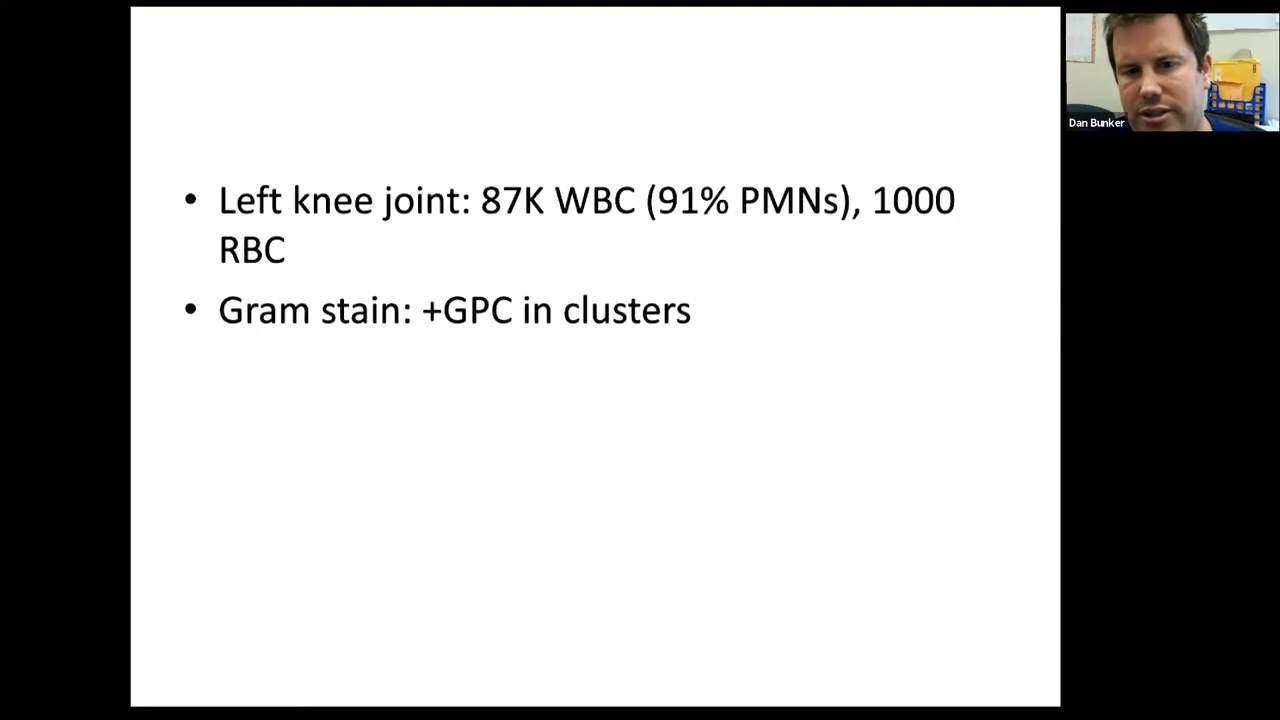 • Left knee joint: 87K WBC (91% PMNs), 1000
RBC
• Gram stain: +GPC in clusters
Dan Bunker